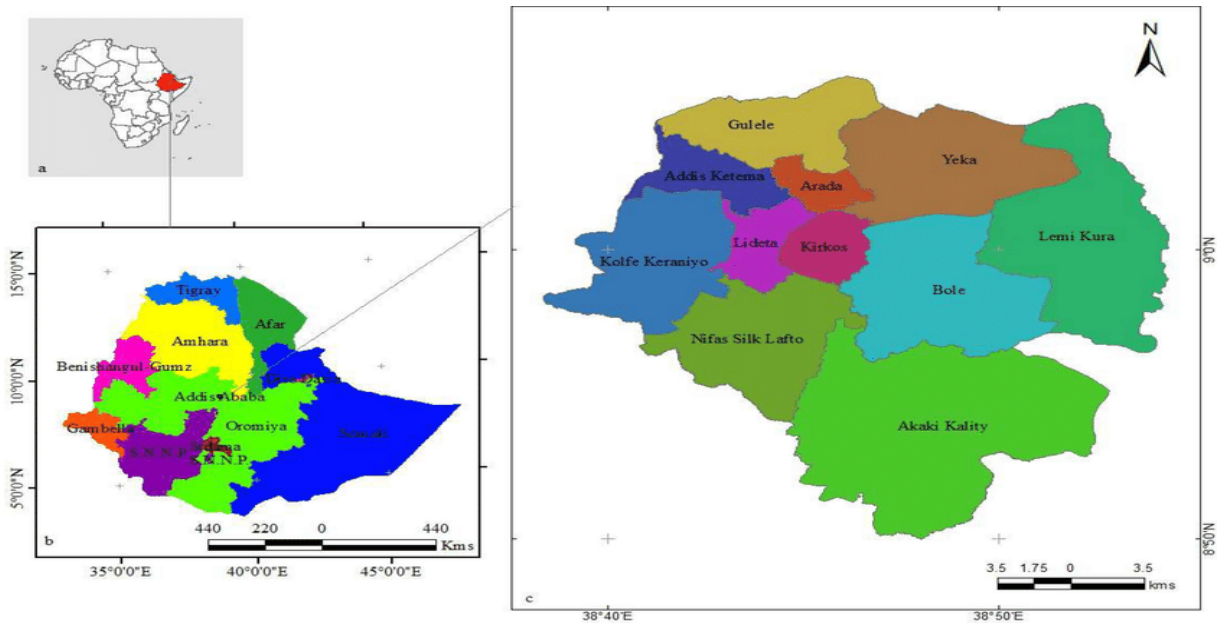 a
15°0'0"N
10°0'0"N
5°0'0"N
Tigray
Afar
Amhara
Benishangul-Gumz
Addis Ababa
Oromiya
Gambella
S.N.N.P.
440 220 0 440
Kms
b
35°0'0"E 40°0'0"E 45°0'0"E
N
Gulele
Yeka
Addis Ketema
Arada
Lemi Kura
Lideta
Kirkos
Kolfe Keraniyo
Bole
Nifas Silk Lafto
Akaki Kality
9°0'N
8°50'N
3.5 1.75 0 3.5
kms
c
38°40'E 38°50'E